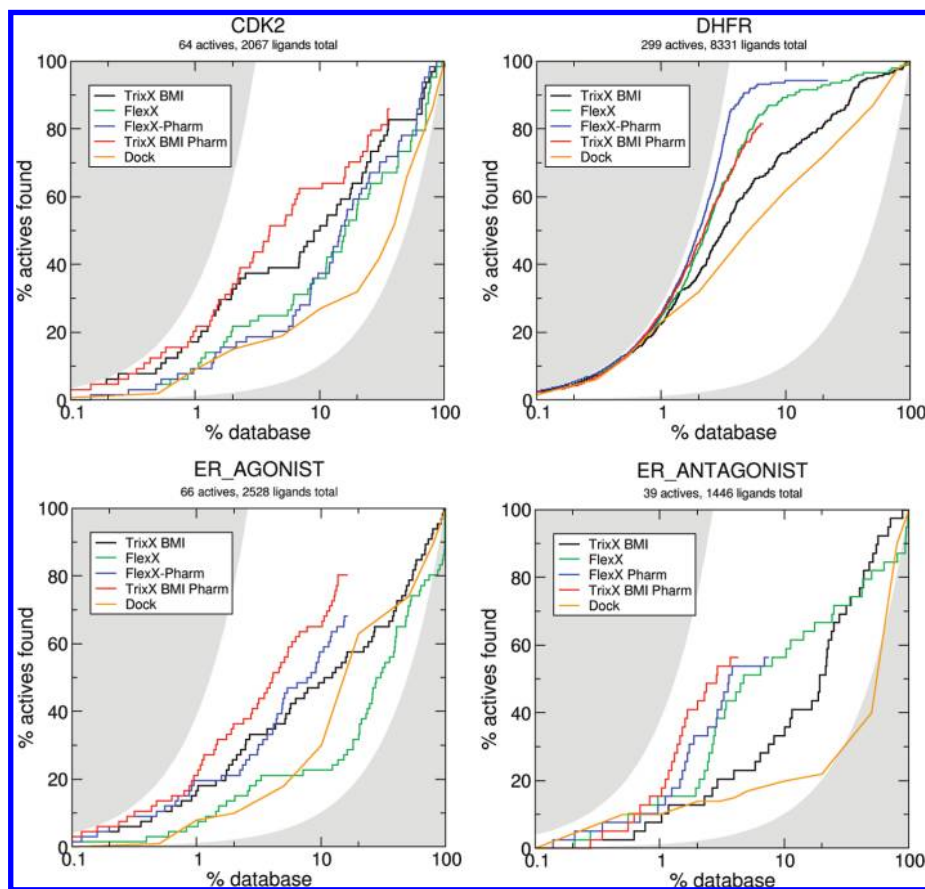 CDK2
64 actives, 2067 ligands total
% actives found
100
80
60
40
20
0
TrixX BMI
FlexX
FlexX-Pharm
TrixX BMI Pharm
Dock
0.1 1 10 100
% database
DHFR
299 actives, 8331 ligands total
% actives found
100
80
60
40
20
0
TrixX BMI
FlexX
FlexX-Pharm
TrixX BMI Pharm
Dock
0.1 1 10 100
% database
ER_AGONIST
66 actives, 2528 ligands total
% actives found
100
80
60
40
20
0
TrixX BMI
FlexX
FlexX-Pharm
TrixX BMI Pharm
Dock
0.1 1 10 100
% database
ER_ANTAGONIST
39 actives, 1446 ligands total
% actives found
100
80
60
40
20
0
TrixX BMI
FlexX
FlexX Pharm
TrixX BMI Pharm
Dock
0.1 1 10 100
% database